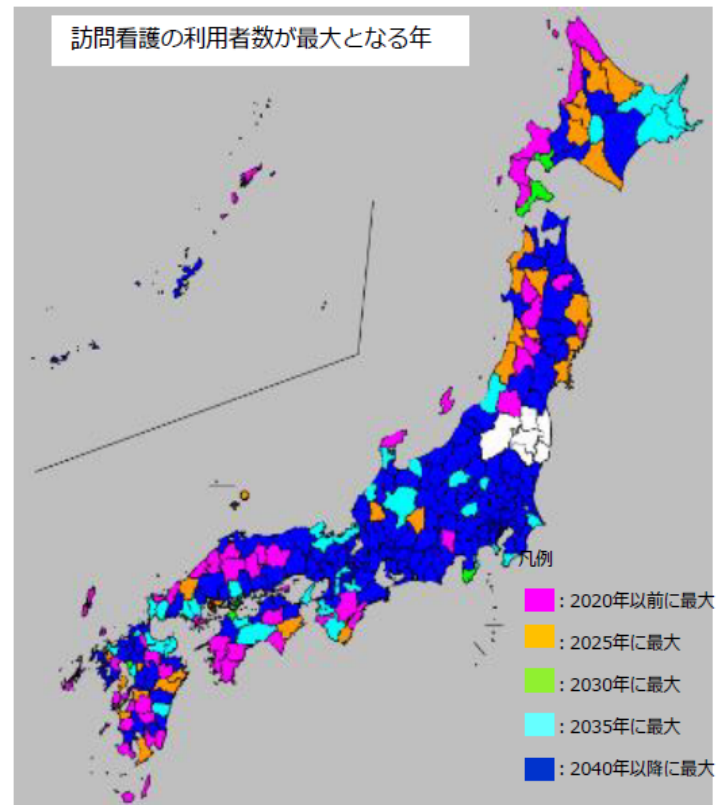 訪問看護の利用者数が最大となる年
凡例
：2020年以前に最大
：2025年に最大
：2030年に最大
：2035年に最大
：2040年以降に最大